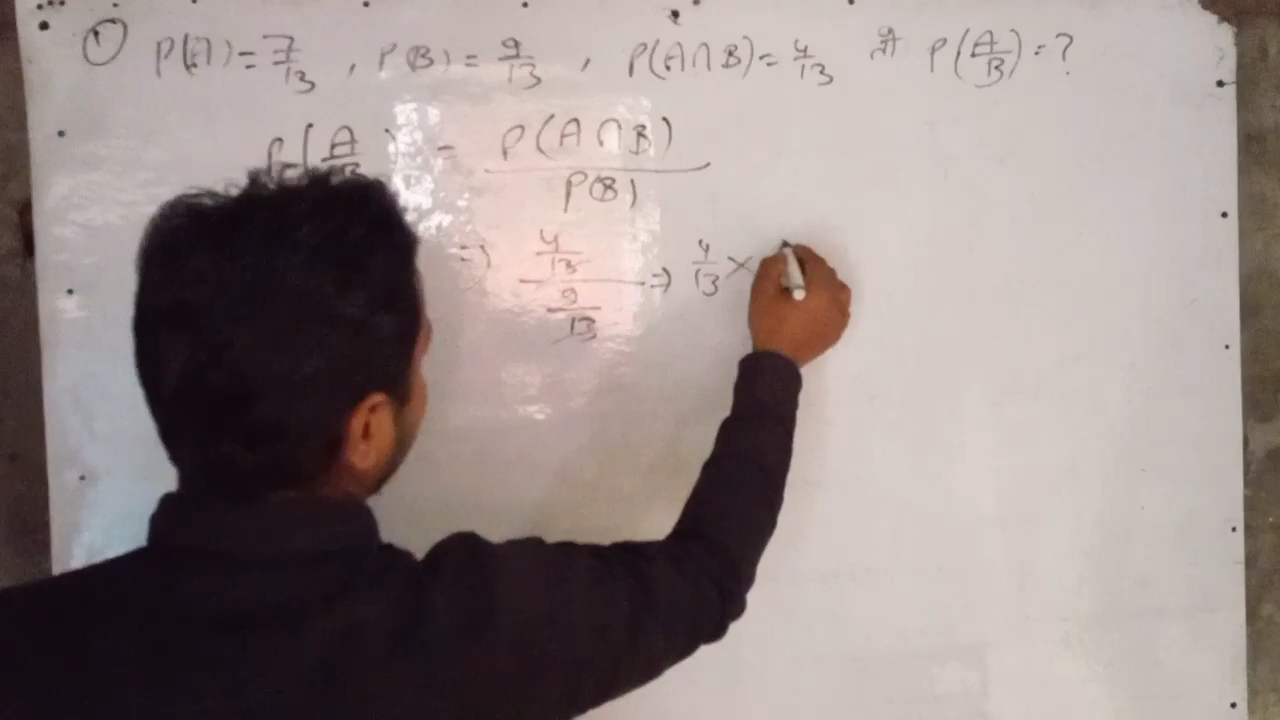 ① P(A) = 7/13 , P(B) = 9/13 , P(A∩B) = 4/13 तो P(A/B) = ?
P(A/B) = P(A∩B)/P(B)
⇒ (4/13)/(9/13) ⇒ 4/13 ×